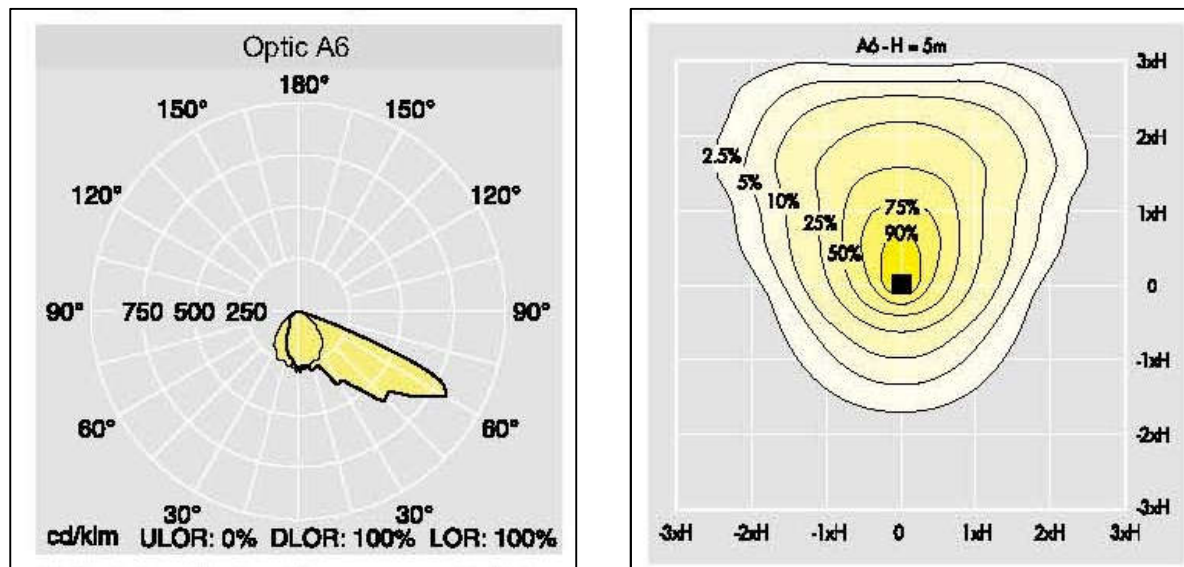 Optic A6
180°
150° 150°
120° 120°
90° 750 500 250 90°
60° 60°
30° 30°
cd/klm ULOR: 0% DLOR: 100% LOR: 100%
A6 - H = 5m
3xH
2xH
2.5%
5%
10%
75%
1xH
25%
90%
50%
0
-1xH
-2xH
-3xH
-3xH -2xH -1xH 0 1xH 2xH 3xH